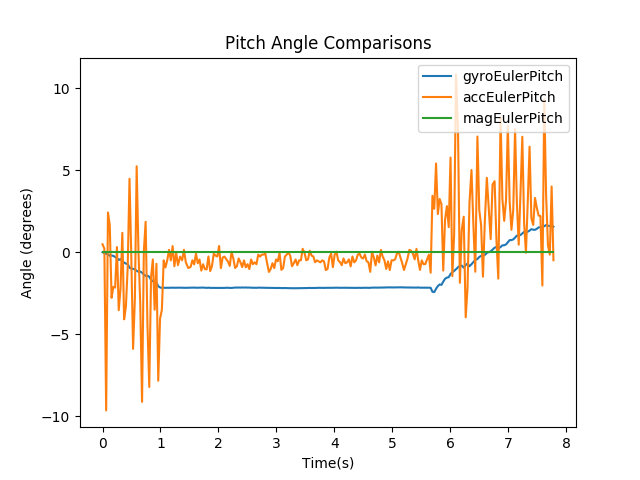 Pitch Angle Comparisons
gyroEulerPitch
accEulerPitch
magEulerPitch
Angle (degrees)
10
5
0
−5
−10
0 1 2 3 4 5 6 7 8
Time(s)